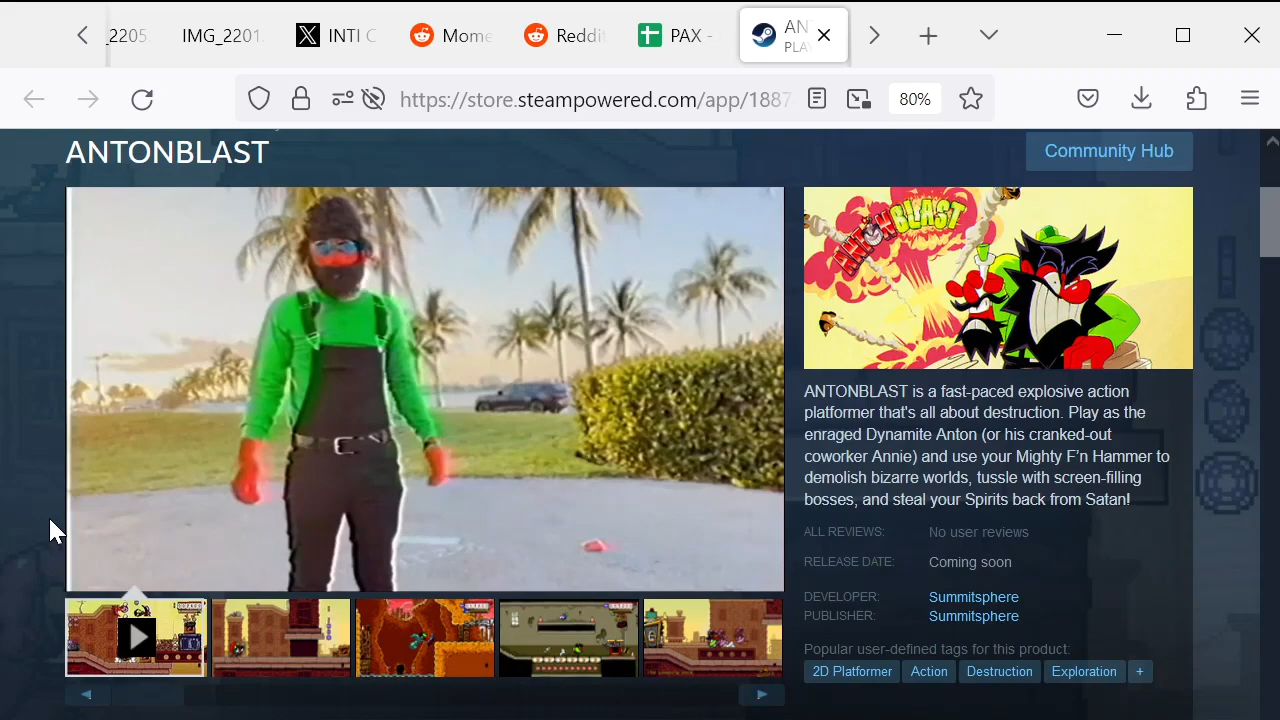 _2205
IMG_2201.
INTI C
Mome
Reddit
PAX -
AN
PLA
https://store.steampowered.com/app/1887
80%
ANTONBLAST
Community Hub
ANTONBLAST
ANTONBLAST is a fast-paced explosive action
platformer that's all about destruction. Play as the
enraged Dynamite Anton (or his cranked-out
coworker Annie) and use your Mighty F'n Hammer to
demolish bizarre worlds, tussle with screen-filling
bosses, and steal your Spirits back from Satan!
ALL REVIEWS: No user reviews
RELEASE DATE: Coming soon
DEVELOPER: Summitsphere
PUBLISHER: Summitsphere
Popular user-defined tags for this product:
2D Platformer Action Destruction Exploration +